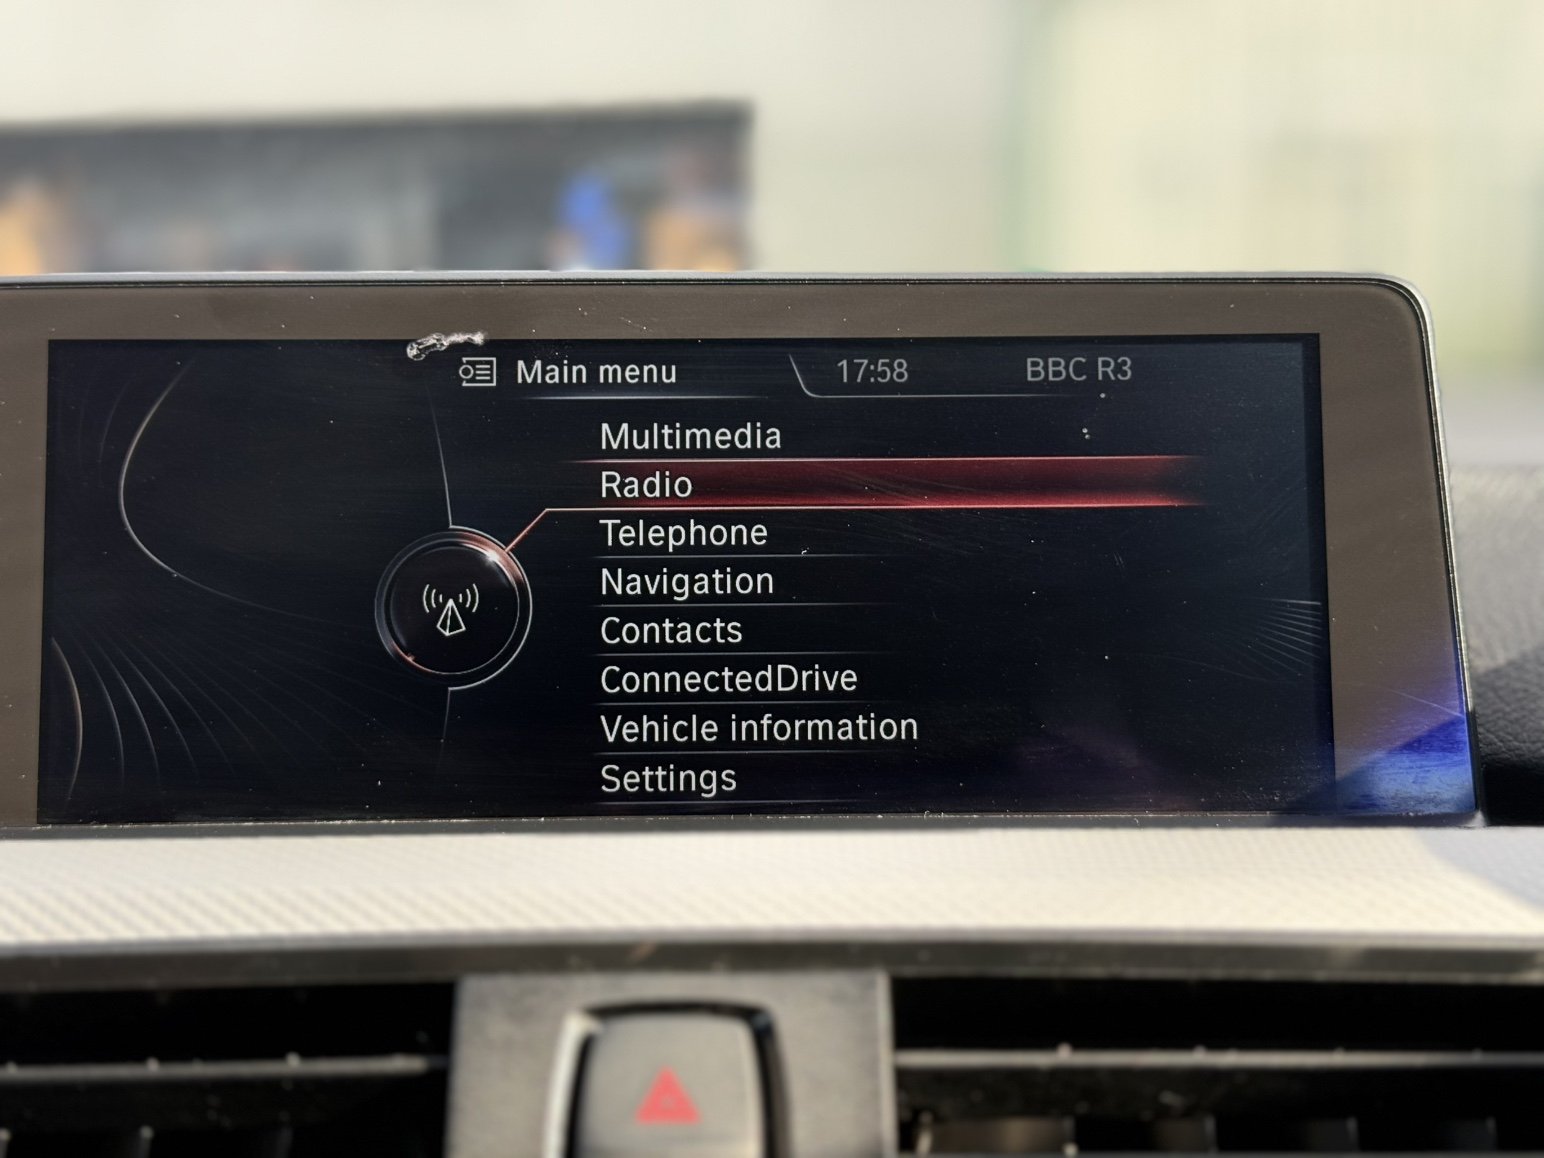 Main menu 17:58 BBC R3
Multimedia
Radio
Telephone
Navigation
Contacts
ConnectedDrive
Vehicle information
Settings